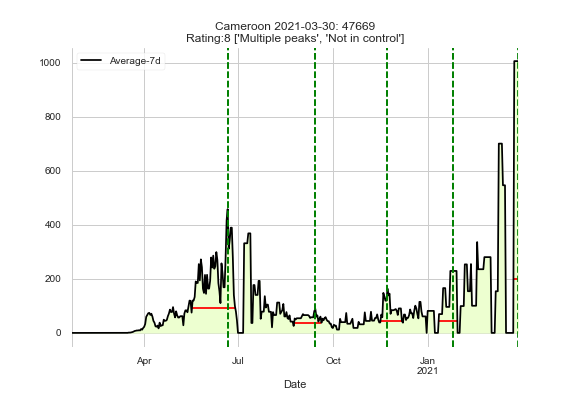 Cameroon 2021-03-30: 47669
Rating:8 ['Multiple peaks', 'Not in control']
Average-7d
1000
800
600
400
200
0
Apr
Jul
Oct
Jan
2021
Date